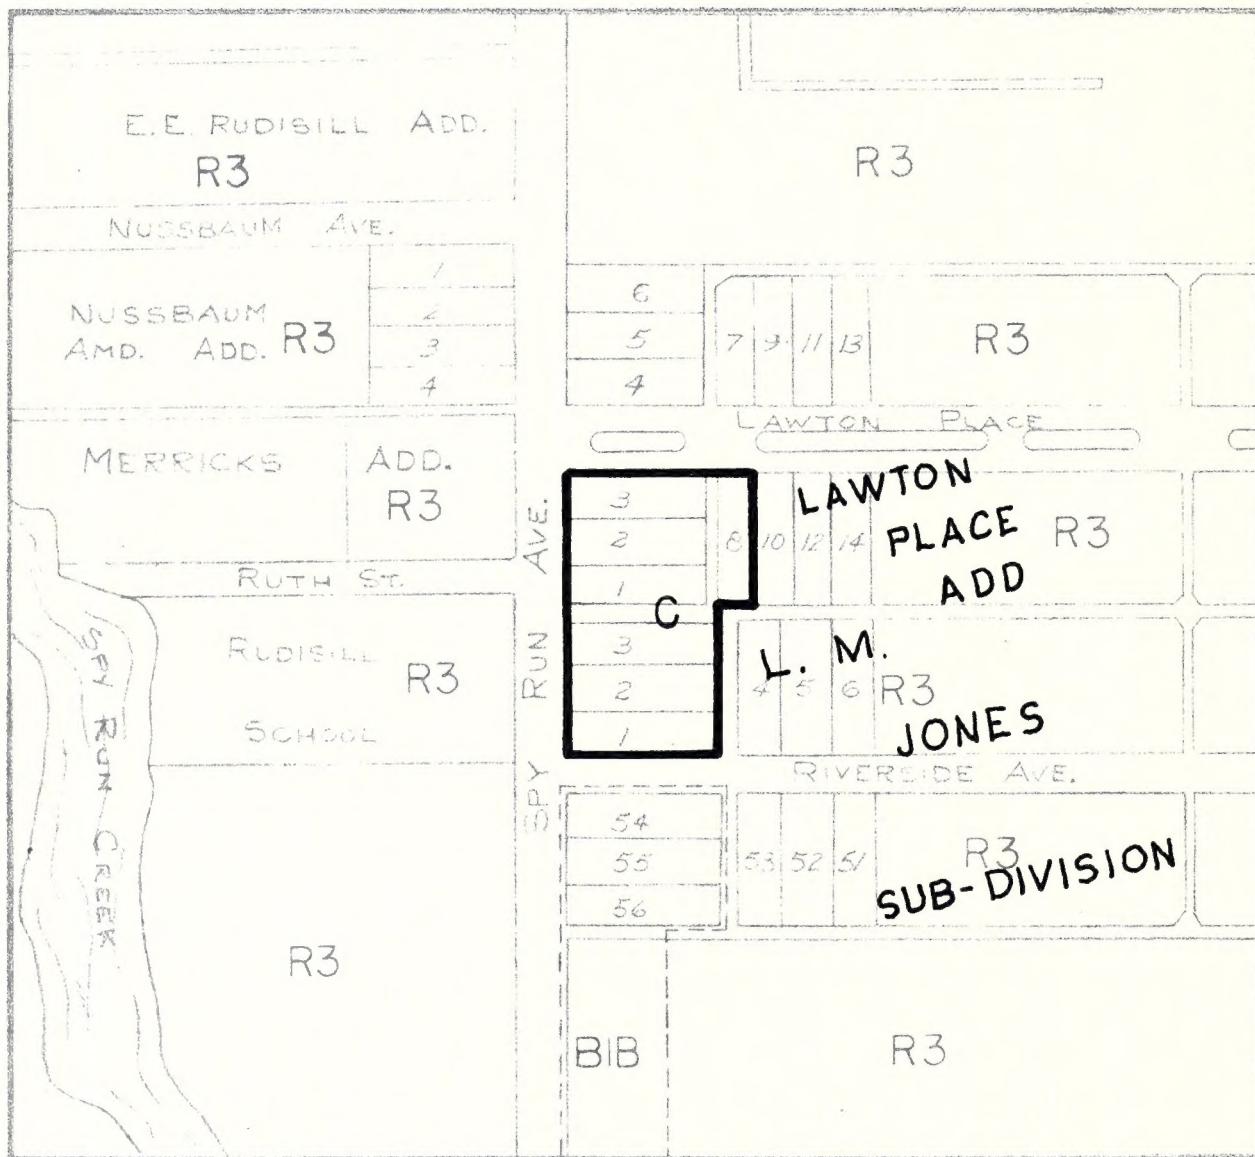 E.E. RUDISILL ADD.
R3
R3
NUSSBAUM AVE.
NUSSBAUM
AMD. ADD. R3
1
2
3
4
6
5
4
7 9 11 13
R3
LAWTON PLACE
MERRICKS ADD.
R3
SPY RUN AVE.
3
2
1
8 10 12 14
LAWTON
PLACE
ADD
R3
RUTH ST.
C
RUDISILL
SCHOOL
R3
3
2
1
4 5 6
L. M.
R3
JONES
RIVERSIDE AVE.
SPY RUN CREEK
54
55
56
53 52 51
R3
SUB-DIVISION
R3
B1B
R3